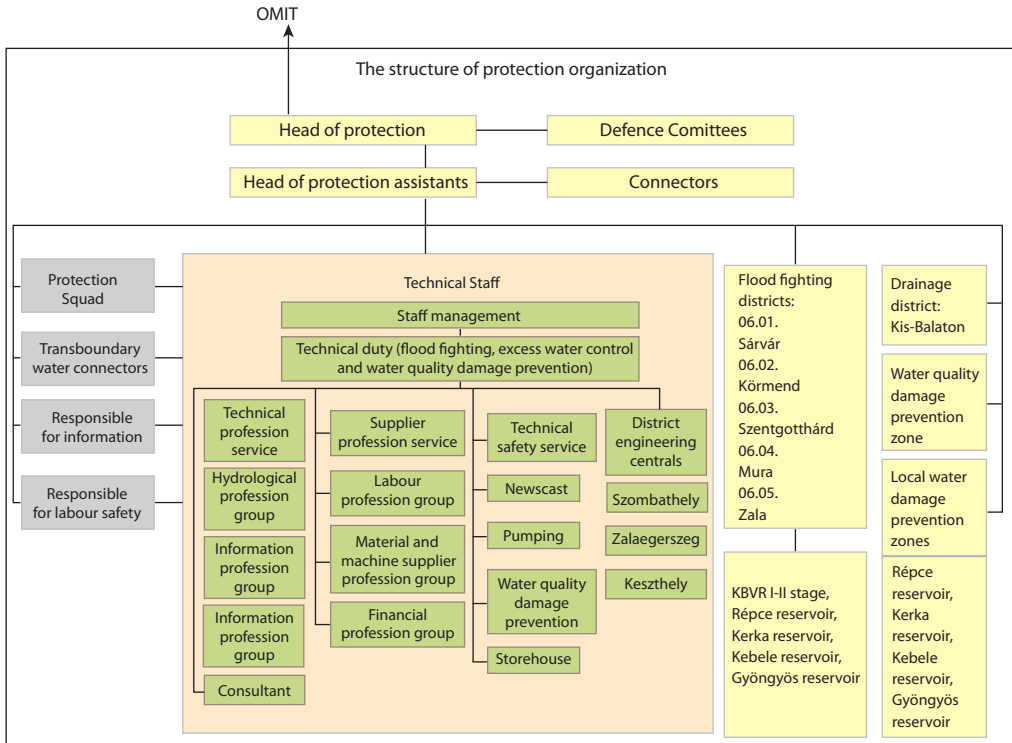 OMIT
The structure of protection organization
Head of protection
Defence Comittees
Head of protection assistants
Connectors
Protection
Squad
Transboundary
water connectors
Responsible
for information
Responsible
for labour safety
Technical Staff
Staff management
Technical duty (flood fighting, excess water control
and water quality damage prevention)
Technical
profession
service
Hydrological
profession
group
Information
profession
group
Information
profession
group
Consultant
Supplier
profession service
Labour
profession group
Material and
machine supplier
profession group
Financial
profession group
Technical
safety service
Newscast
Pumping
Water quality
damage
prevention
Storehouse
District
engineering
centrals
Szombathely
Zalaegerszeg
Keszthely
Flood fighting
districts:
06.01.
Sárvár
06.02.
Körmend
06.03.
Szentgotthárd
06.04.
Mura
06.05.
Zala
KBVR I-II stage,
Répce reservoir,
Kerka reservoir,
Kebele reservoir,
Gyöngyös reservoir
Drainage
district:
Kis-Balaton
Water quality
damage
prevention
zone
Local water
damage
prevention
zones
Répce
reservoir,
Kerka
reservoir,
Kebele
reservoir,
Gyöngyös
reservoir